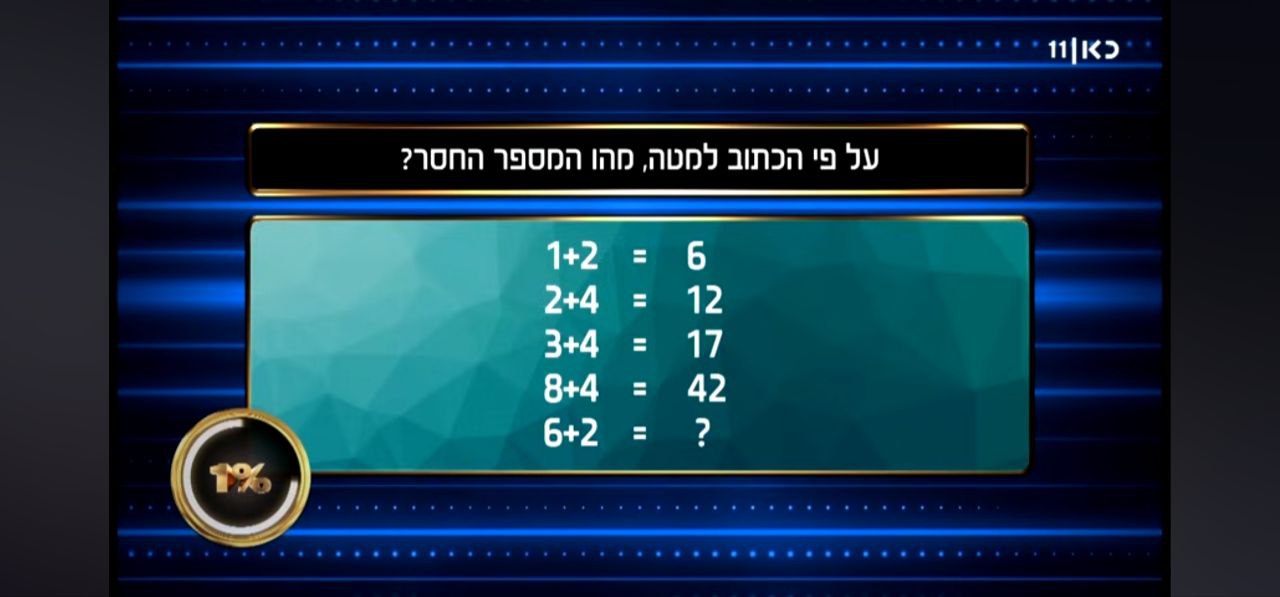 כאן|11
על פי הכתוב למטה, מהו המספר החסר?
1+2 = 6
2+4 = 12
3+4 = 17
8+4 = 42
6+2 = ?
1%